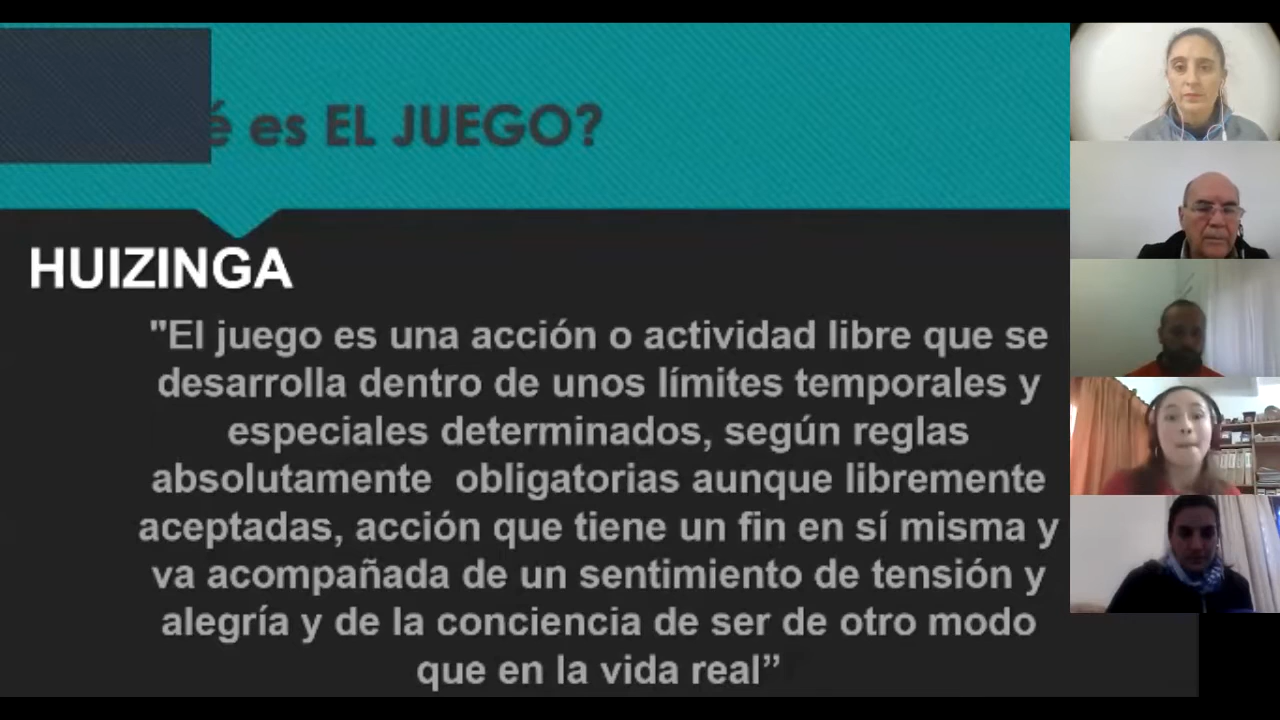 é es EL JUEGO?
HUIZINGA
"El juego es una acción o actividad libre que se
desarrolla dentro de unos límites temporales y
especiales determinados, según reglas
absolutamente obligatorias aunque libremente
aceptadas, acción que tiene un fin en sí misma y
va acompañada de un sentimiento de tensión y
alegría y de la conciencia de ser de otro modo
que en la vida real”